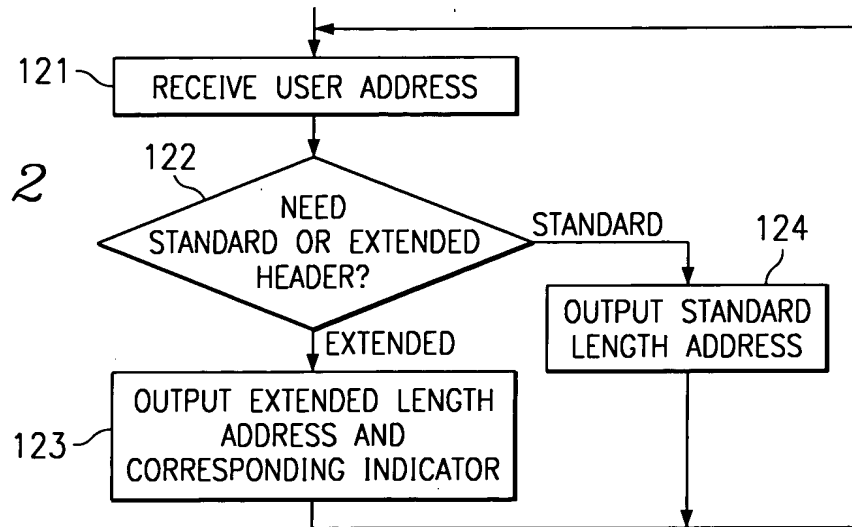 121
RECEIVE USER ADDRESS
2
122
NEED
STANDARD OR EXTENDED
HEADER?
STANDARD
124
OUTPUT STANDARD
LENGTH ADDRESS
EXTENDED
123
OUTPUT EXTENDED LENGTH
ADDRESS AND
CORRESPONDING INDICATOR